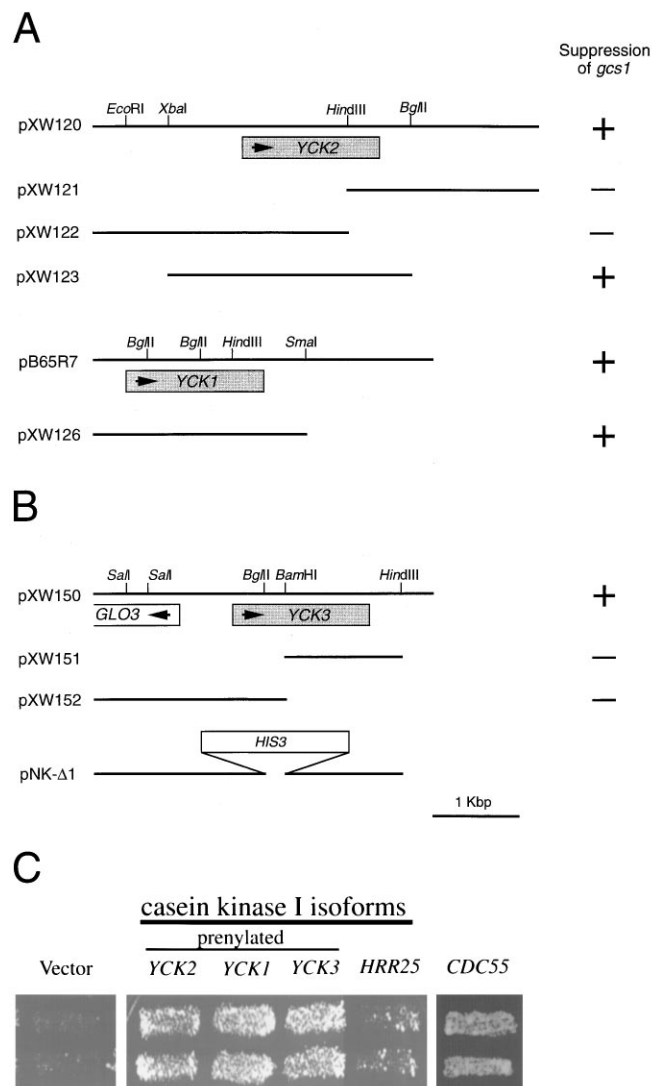 A
Suppression
of gcs1
EcoRI XbaI HindIII BglII
pXW120 +
YCK2
pXW121 —
pXW122 —
pXW123 +
BglII BglII HindIII SmaI
pB65R7 +
YCK1
pXW126 +
B
SalI SalI BglII BamHI HindIII
pXW150 +
GLO3 YCK3
pXW151 —
pXW152 —
HIS3
pNK-Δ1
1 Kbp
C
casein kinase I isoforms
prenylated
Vector YCK2 YCK1 YCK3 HRR25 CDC55